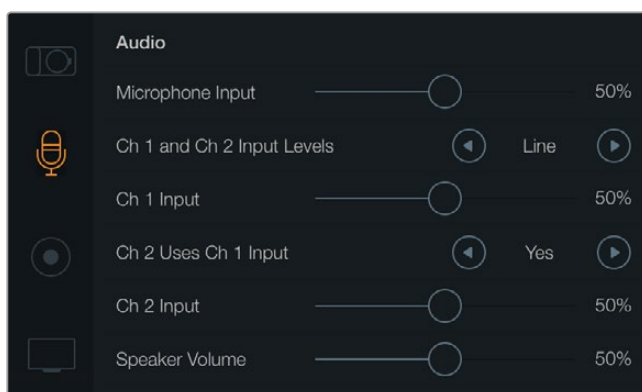 Audio
Microphone Input 50%
Ch 1 and Ch 2 Input Levels Line
Ch 1 Input 50%
Ch 2 Uses Ch 1 Input Yes
Ch 2 Input 50%
Speaker Volume 50%